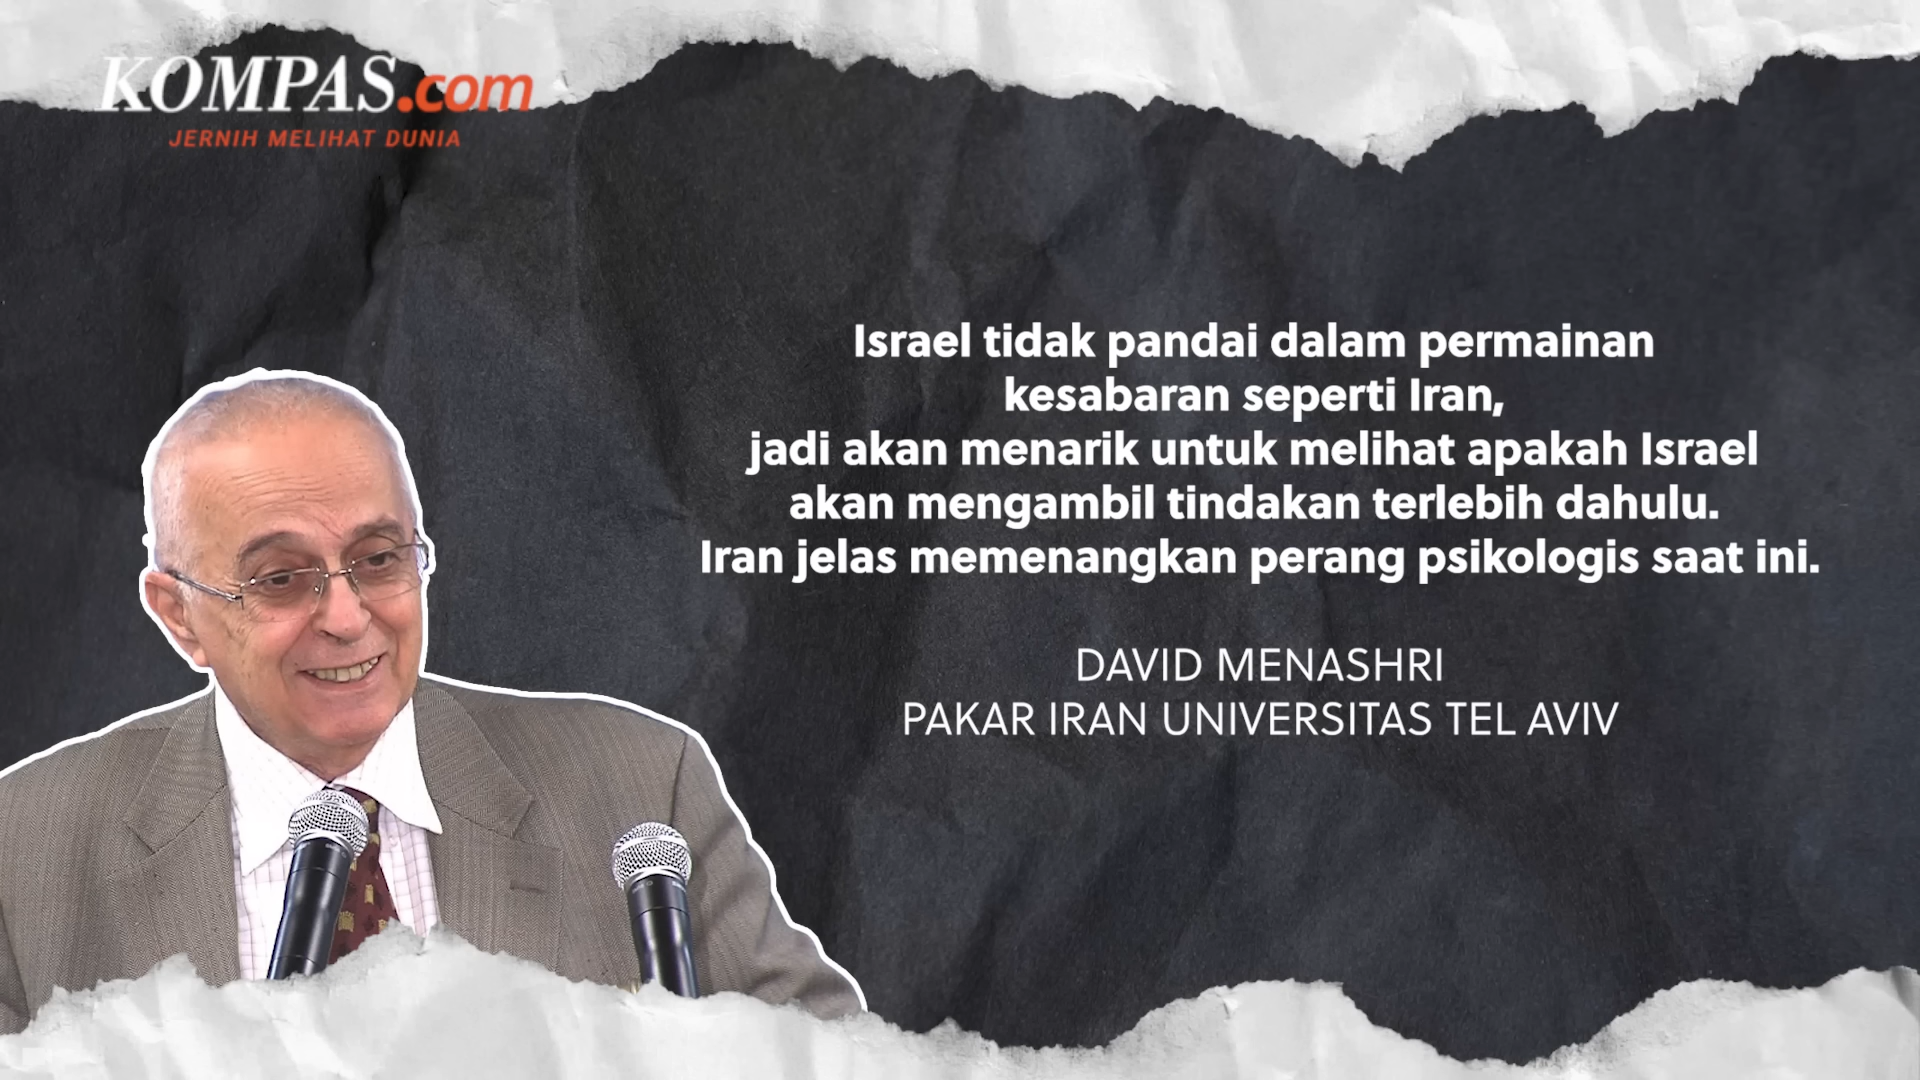 KOMPAS.com
JERNIH MELIHAT DUNIA
Israel tidak pandai dalam permainan
kesabaran seperti Iran,
jadi akan menarik untuk melihat apakah Israel
akan mengambil tindakan terlebih dahulu.
Iran jelas memenangkan perang psikologis saat ini.
DAVID MENASHRI
PAKAR IRAN UNIVERSITAS TEL AVIV